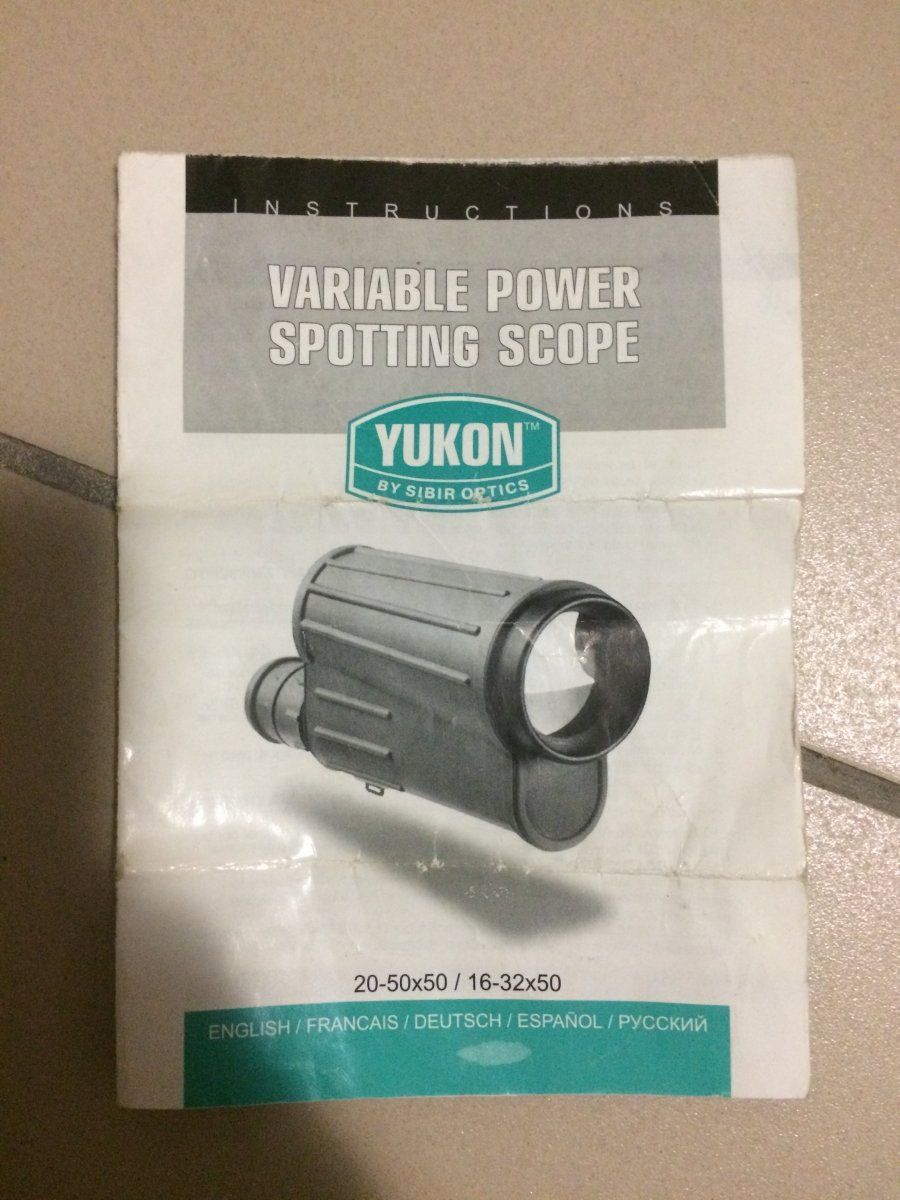 INSTRUCTIONS
VARIABLE POWER
SPOTTING SCOPE
YUKON™
BY SIBIR OPTICS
20-50x50 / 16-32x50
ENGLISH / FRANCAIS / DEUTSCH / ESPAÑOL / РУССКИЙ